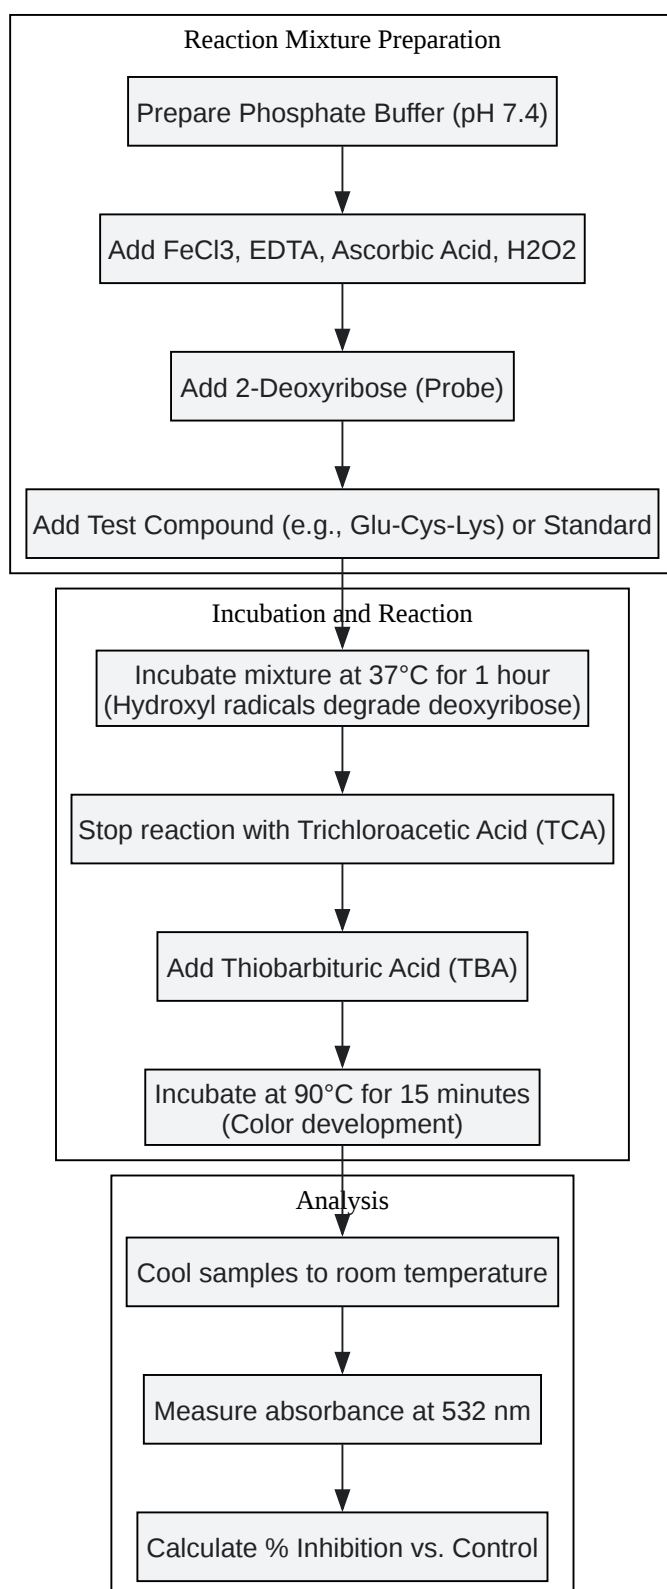 Reaction Mixture Preparation
Prepare Phosphate Buffer (pH 7.4)
Add FeCl3, EDTA, Ascorbic Acid, H2O2
Add 2-Deoxyribose (Probe)
Add Test Compound (e.g., Glu-Cys-Lys) or Standard
Incubation and Reaction
Incubate mixture at 37°C for 1 hour
(Hydroxyl radicals degrade deoxyribose)
Stop reaction with Trichloroacetic Acid (TCA)
Add Thiobarbituric Acid (TBA)
Incubate at 90°C for 15 minutes
(Color development)
Analysis
Cool samples to room temperature
Measure absorbance at 532 nm
Calculate % Inhibition vs. Control